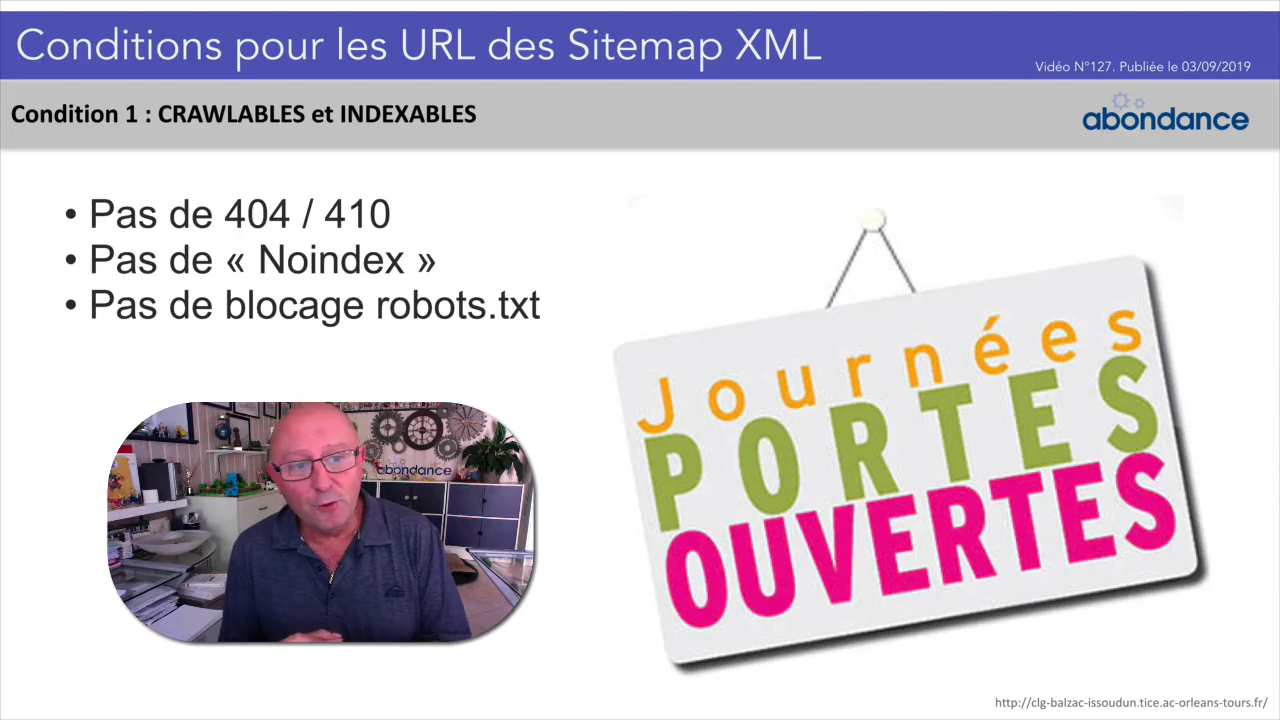 Conditions pour les URL des Sitemap XML
Vidéo N°127. Publiée le 03/09/2019
Condition 1 : CRAWLABLES et INDEXABLES
abondance
• Pas de 404 / 410
• Pas de « Noindex »
• Pas de blocage robots.txt
Journées
PORTES
OUVERTES
abondance
http://clg-balzac-issoudun.tice.ac-orleans-tours.fr/